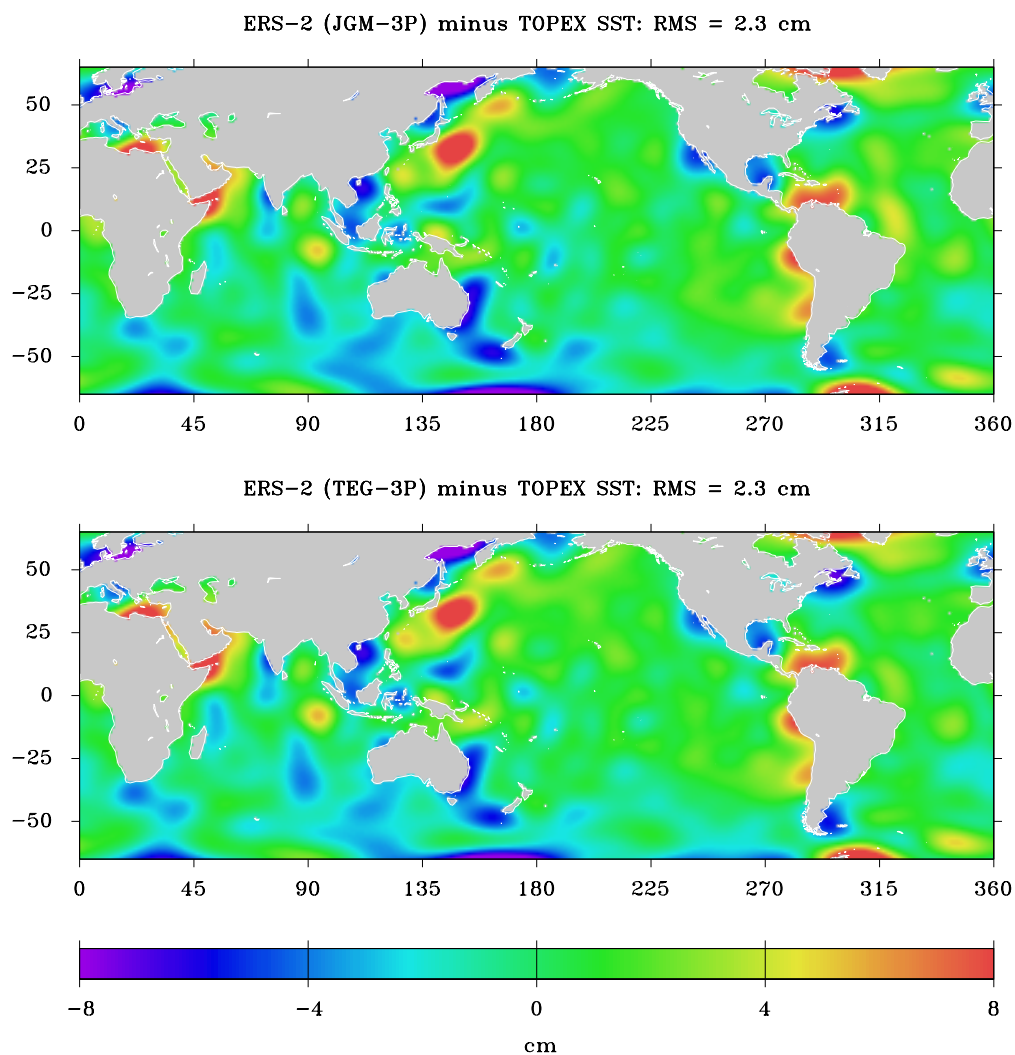 ERS−2 (JGM−3P) minus TOPEX SST: RMS = 2.3 cm
50
25
0
−25
−50
0 45 90 135 180 225 270 315 360
ERS−2 (TEG−3P) minus TOPEX SST: RMS = 2.3 cm
50
25
0
−25
−50
0 45 90 135 180 225 270 315 360
−8 −4 0 4 8
cm